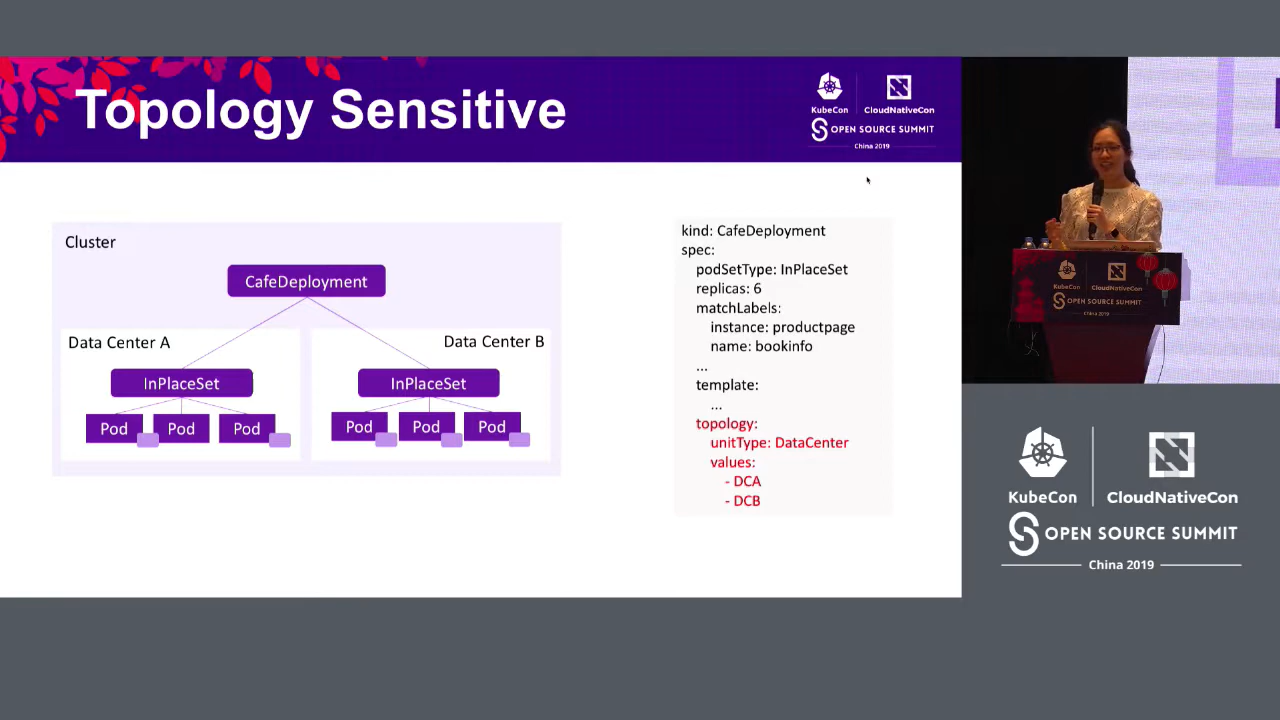 Topology Sensitive
KubeCon
CloudNativeCon
OPEN SOURCE SUMMIT
China 2019
Cluster
CafeDeployment
Data Center A
Data Center B
InPlaceSet
InPlaceSet
Pod
Pod
Pod
Pod
Pod
Pod
kind: CafeDeployment
spec:
podSetType: InPlaceSet
replicas: 6
matchLabels:
instance: productpage
name: bookinfo
...
template:
...
topology:
unitType: DataCenter
values:
- DCA
- DCB
KubeCon
CloudNativeCon
OPEN SOURCE SUMMIT
China 2019
KubeCon
CloudNativeCon
OPEN SOURCE SUMMIT
China 2019